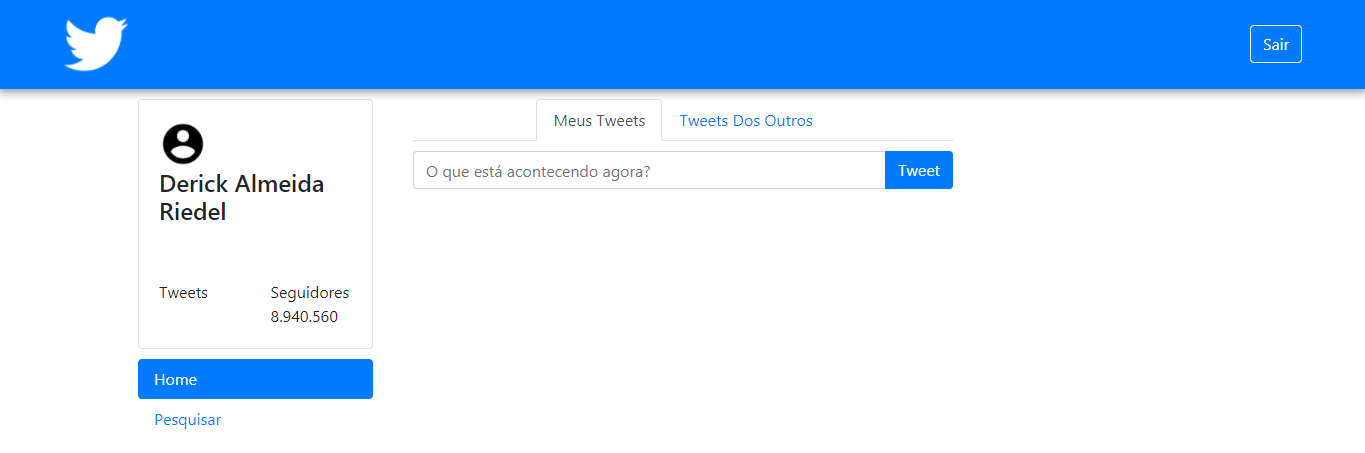 Sair
Derick Almeida
Riedel
Tweets
Seguidores
8.940.560
Home
Pesquisar
Meus Tweets
Tweets Dos Outros
O que está acontecendo agora?
Tweet